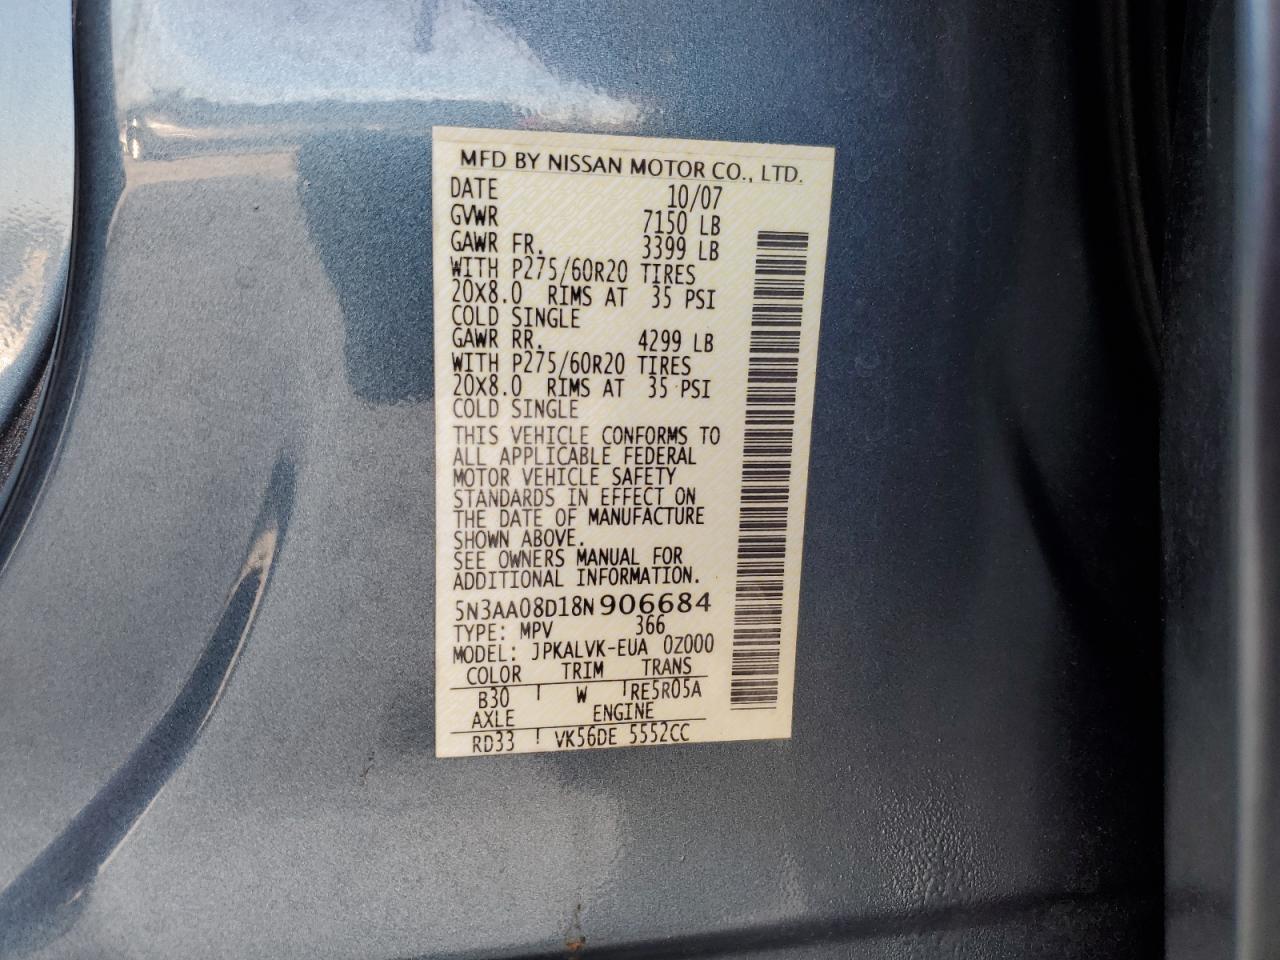 MFD BY NISSAN MOTOR CO., LTD.
DATE 10/07
GVWR 7150 LB
GAWR FR. 3399 LB
WITH P275/60R20 TIRES
20X8.0 RIMS AT 35 PSI
COLD SINGLE
GAWR RR. 4299 LB
WITH P275/60R20 TIRES
20X8.0 RIMS AT 35 PSI
COLD SINGLE
THIS VEHICLE CONFORMS TO
ALL APPLICABLE FEDERAL
MOTOR VEHICLE SAFETY
STANDARDS IN EFFECT ON
THE DATE OF MANUFACTURE
SHOWN ABOVE.
SEE OWNERS MANUAL FOR
ADDITIONAL INFORMATION.
5N3AA08D18N906684
TYPE: MPV 366
MODEL: JPKALVK-EUA 0Z000
COLOR TRIM TRANS
B30 W RE5R05A
AXLE ENGINE
RD33 VK56DE 5552CC